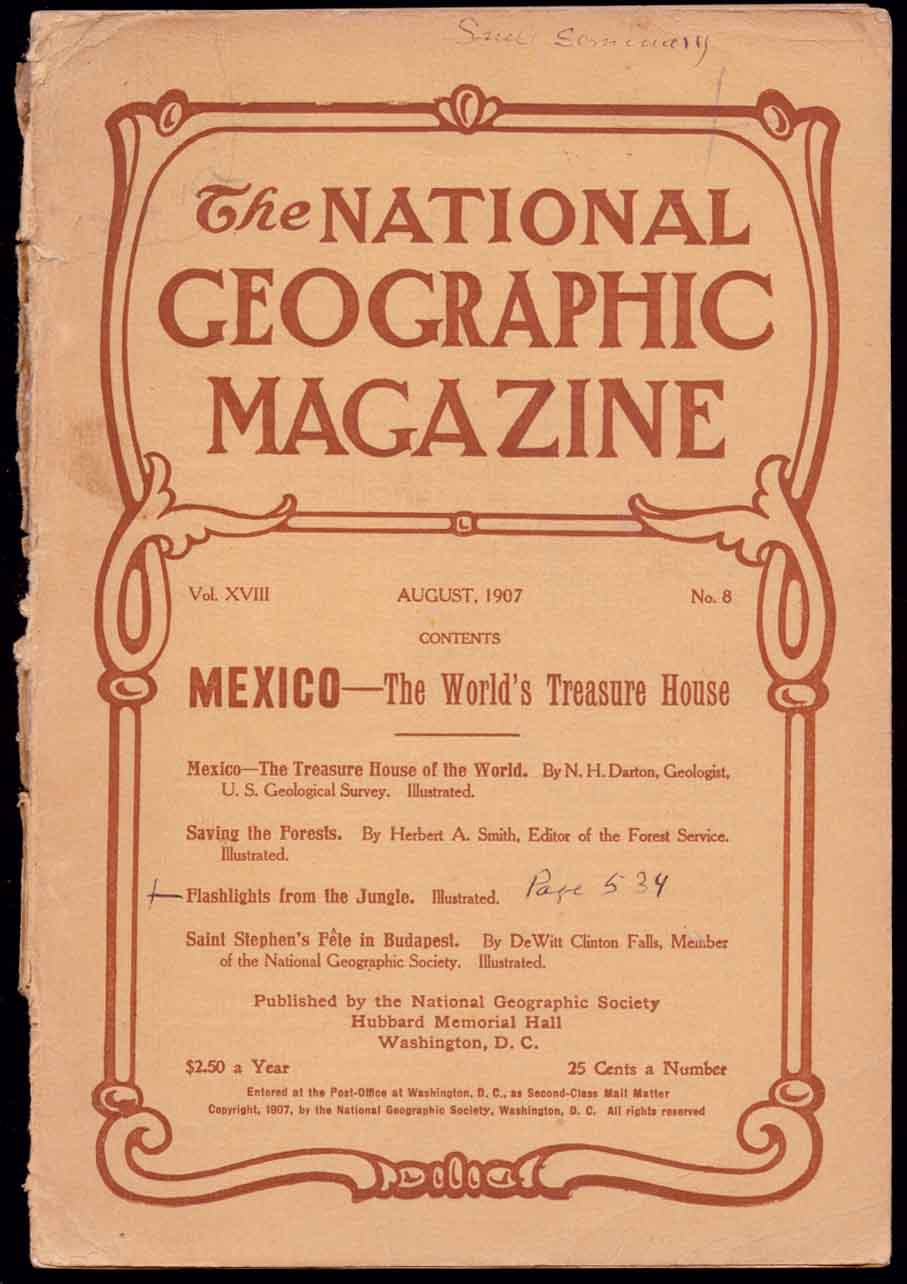 Seminary
The NATIONAL
GEOGRAPHIC
MAGAZINE
Vol. XVIII AUGUST, 1907 No. 8
CONTENTS
MEXICO—The World's Treasure House
Mexico—The Treasure House of the World. By N. H. Darton, Geologist,
U. S. Geological Survey. Illustrated.
Saving the Forests. By Herbert A. Smith, Editor of the Forest Service.
Illustrated.
Flashlights from the Jungle. Illustrated. Page 534
Saint Stephen's Fête in Budapest. By DeWitt Clinton Falls, Member
of the National Geographic Society. Illustrated.
Published by the National Geographic Society
Hubbard Memorial Hall
Washington, D. C.
$2.50 a Year 25 Cents a Number
Entered at the Post-Office at Washington, D. C., as Second-Class Mail Matter
Copyright, 1907, by the National Geographic Society, Washington, D. C. All rights reserved